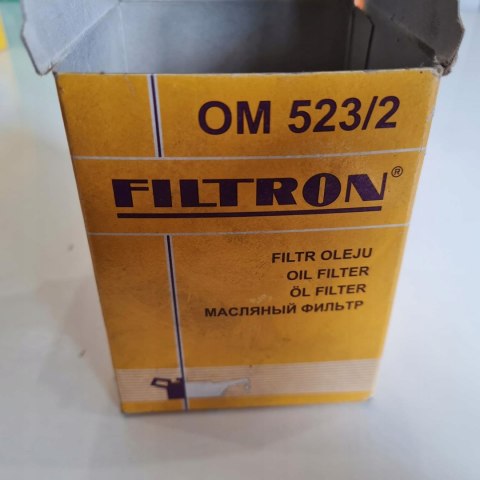 OM 523/2
FILTRON®
FILTR OLEJU
OIL FILTER
ÖL FILTER
МАСЛЯНЫЙ ФИЛЬТР